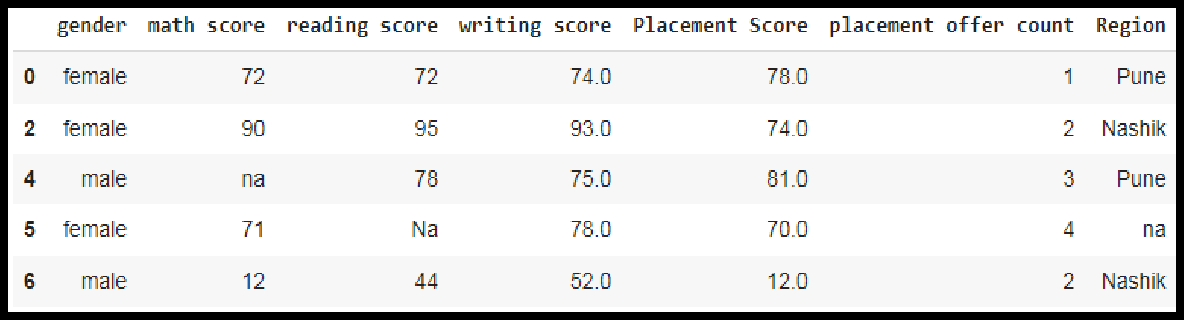 gender math score reading score writing score Placement Score placement offer count Region
0 female 72 72 74.0 78.0 1 Pune
2 female 90 95 93.0 74.0 2 Nashik
4 male na 78 75.0 81.0 3 Pune
5 female 71 Na 78.0 70.0 4 na
6 male 12 44 52.0 12.0 2 Nashik